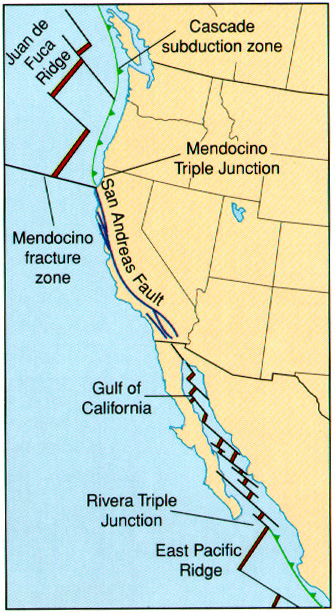 Juan de
Fuca
Ridge
Cascade
subduction zone
Mendocino
Triple Junction
San Andreas Fault
Mendocino
fracture
zone
Gulf of
California
Rivera Triple
Junction
East Pacific
Ridge